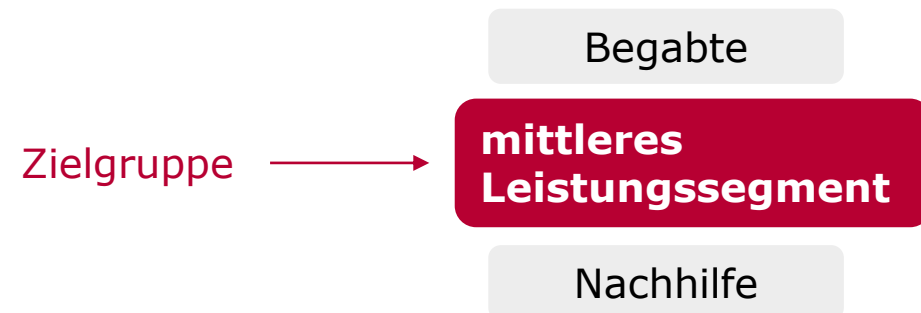 Begabte
Zielgruppe
mittleres
Leistungssegment
Nachhilfe